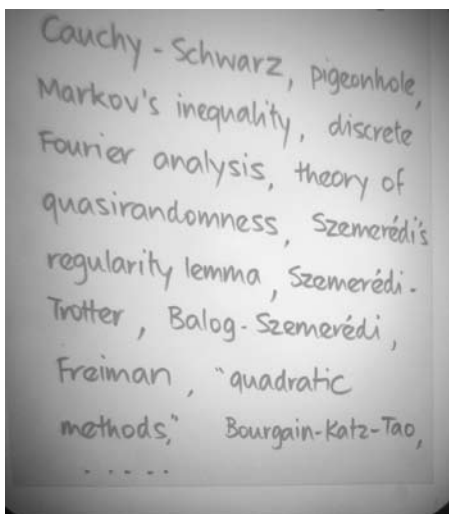 Cauchy - Schwarz, pigeonhole,
Markov's inequality, discrete
Fourier analysis, theory of
quasirandomness, Szemerédi's
regularity lemma, Szemerédi-
Trotter, Balog-Szemerédi,
Freiman, "quadratic
methods," Bourgain-Katz-Tao,
.....